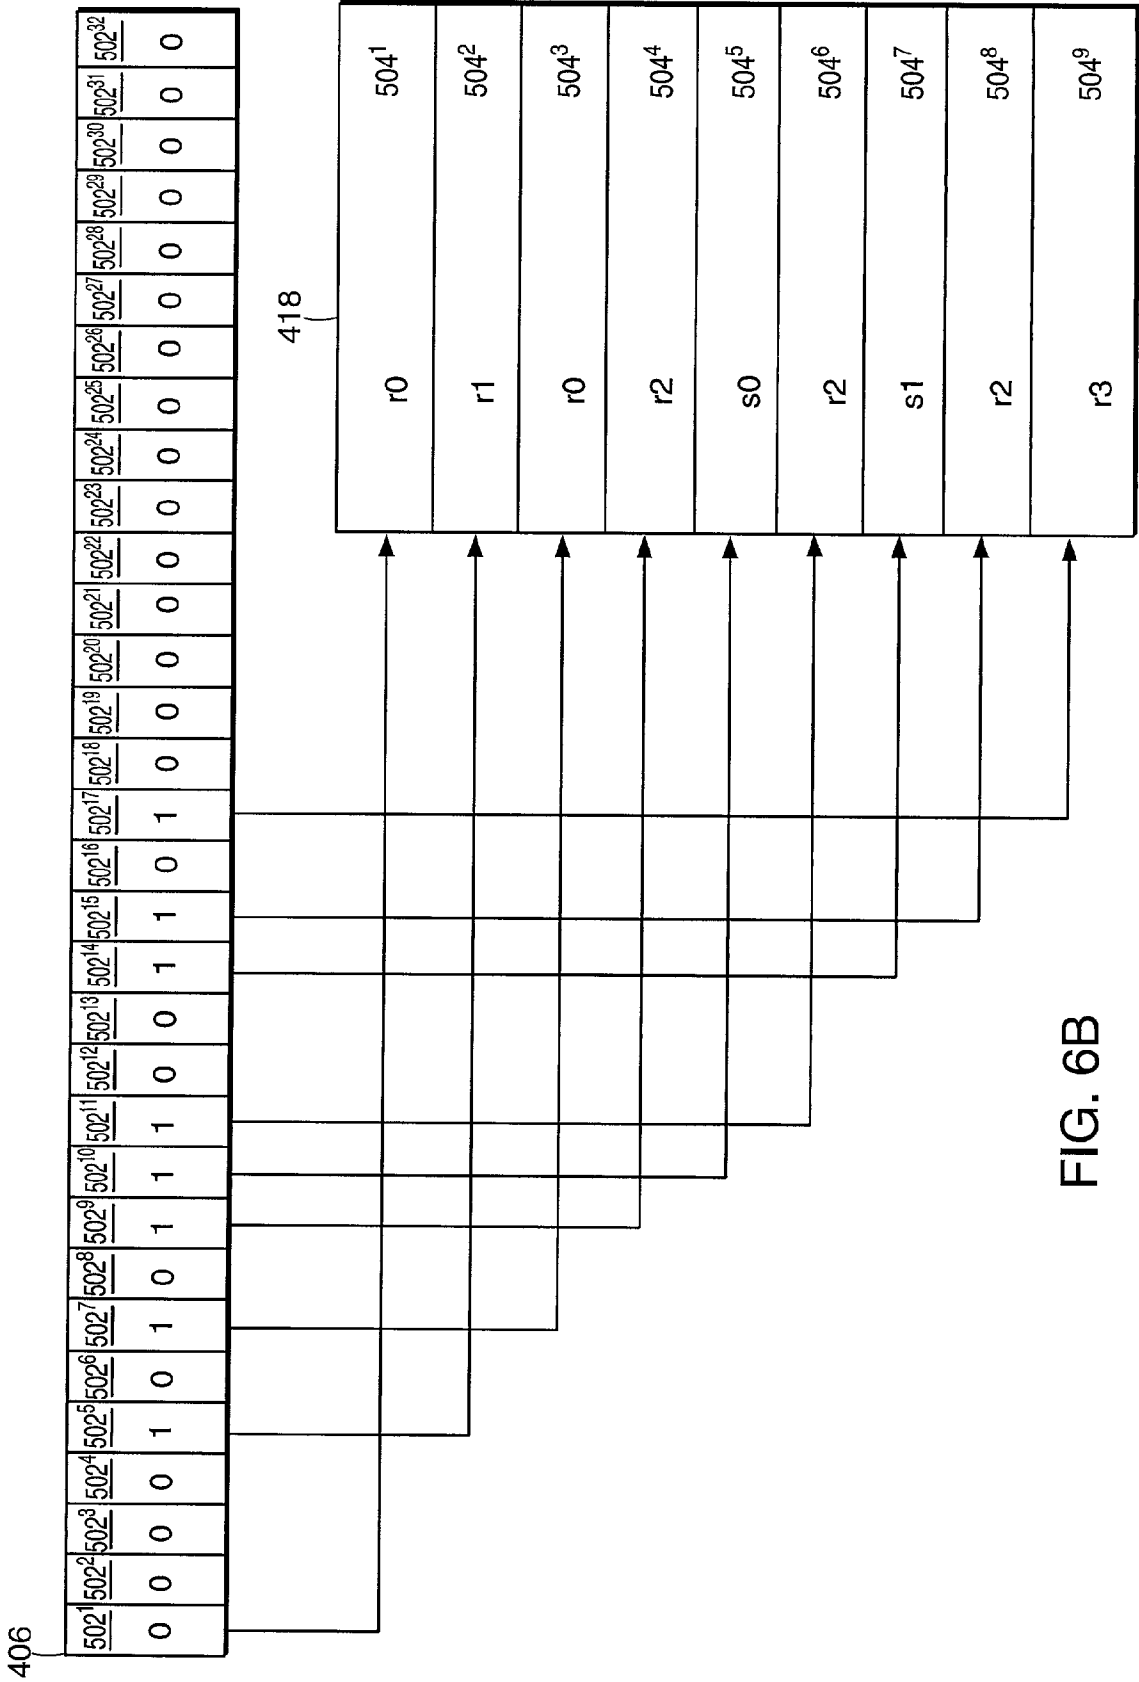 406
502¹ 502² 502³ 502⁴ 502⁵ 502⁶ 502⁷ 502⁸ 502⁹ 502¹⁰ 502¹¹ 502¹² 502¹³ 502¹⁴ 502¹⁵ 502¹⁶ 502¹⁷ 502¹⁸ 502¹⁹ 502²⁰ 502²¹ 502²² 502²³ 502²⁴ 502²⁵ 502²⁶ 502²⁷ 502²⁸ 502²⁹ 502³⁰ 502³¹ 502³²
0 0 0 0 1 0 1 0 1 1 1 0 0 1 1 0 1 0 0 0 0 0 0 0 0 0 0 0 0 0 0 0
418
r0 504¹
r1 504²
r0 504³
r2 504⁴
s0 504⁵
r2 504⁶
s1 504⁷
r2 504⁸
r3 504⁹
FIG. 6B